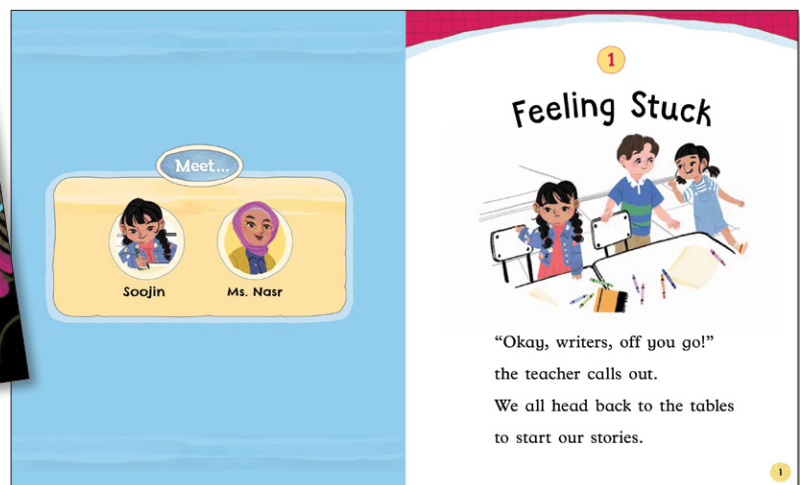 Meet...
Soojin
Ms. Nasr
1
Feeling Stuck
“Okay, writers, off you go!”
the teacher calls out.
We all head back to the tables
to start our stories.
1